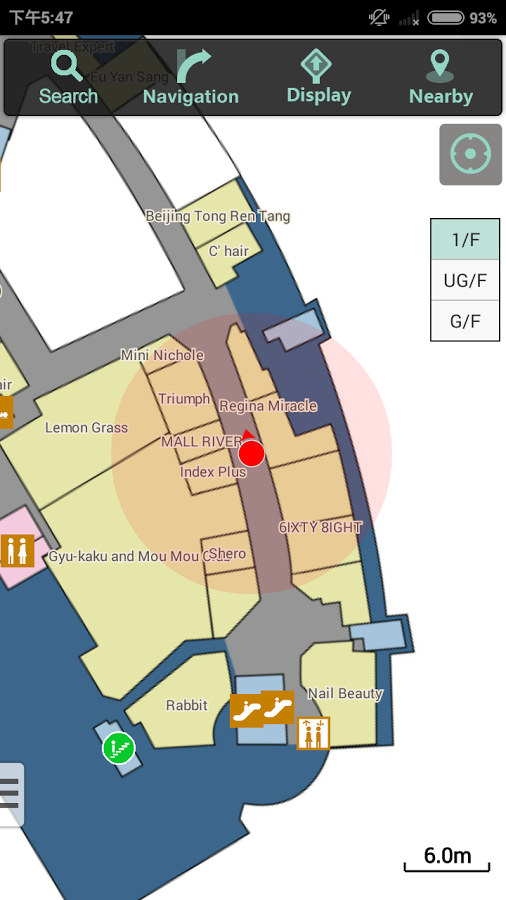 下午5:47
93%
Travel Expert
Eu Yan Sang
Search
Navigation
Display
Nearby
Beijing Tong Ren Tang
C' hair
1/F
UG/F
G/F
Mini Nichole
air
Triumph
Regina Miracle
Lemon Grass
MALL RIVER
Index Plus
6IXTY 8IGHT
Gyu-kaku and Mou Mou Club
Shero
Rabbit
Nail Beauty
6.0m